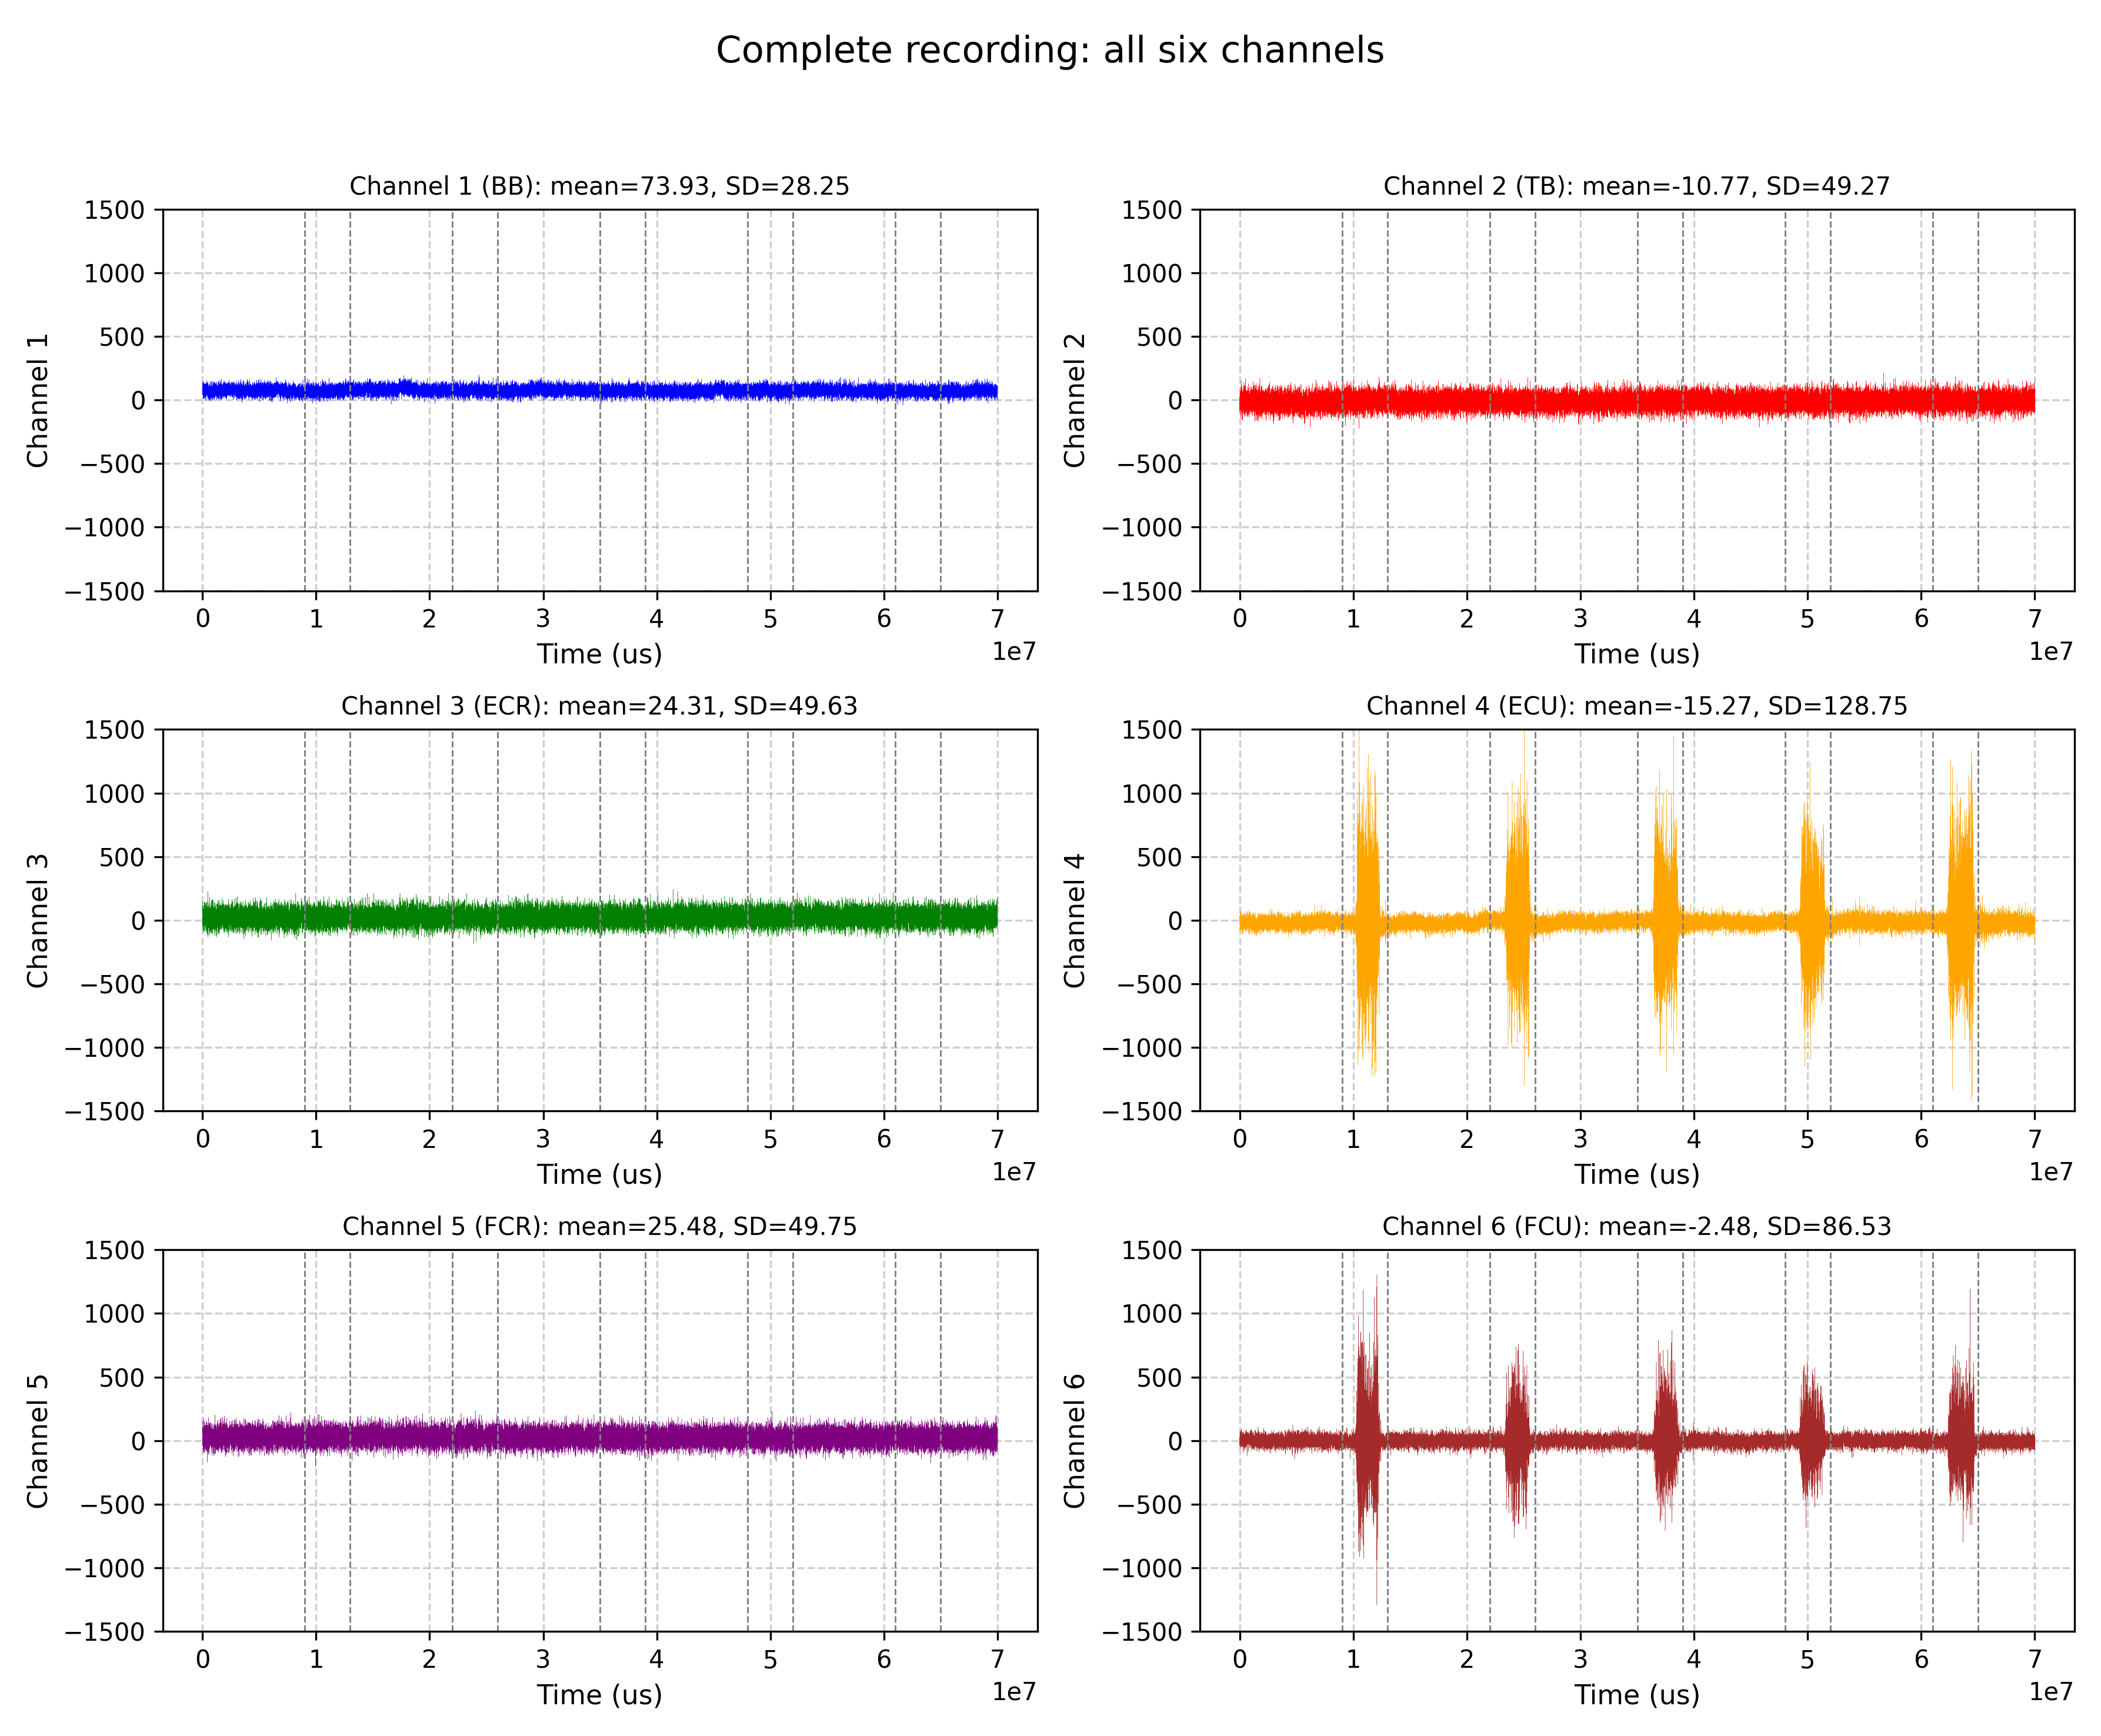 Complete recording: all six channels
Channel 1 (BB): mean=73.93, SD=28.25
1500
1000
500
0
−500
−1000
−1500
Channel 1
0 1 2 3 4 5 6 7
Time (us)
1e7
Channel 2 (TB): mean=-10.77, SD=49.27
1500
1000
500
0
−500
−1000
−1500
Channel 2
0 1 2 3 4 5 6 7
Time (us)
1e7
Channel 3 (ECR): mean=24.31, SD=49.63
1500
1000
500
0
−500
−1000
−1500
Channel 3
0 1 2 3 4 5 6 7
Time (us)
1e7
Channel 4 (ECU): mean=-15.27, SD=128.75
1500
1000
500
0
−500
−1000
−1500
Channel 4
0 1 2 3 4 5 6 7
Time (us)
1e7
Channel 5 (FCR): mean=25.48, SD=49.75
1500
1000
500
0
−500
−1000
−1500
Channel 5
0 1 2 3 4 5 6 7
Time (us)
1e7
Channel 6 (FCU): mean=-2.48, SD=86.53
1500
1000
500
0
−500
−1000
−1500
Channel 6
0 1 2 3 4 5 6 7
Time (us)
1e7